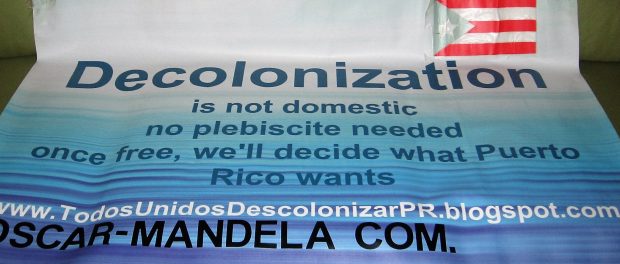 Decolonization
is not domestic
no plebiscite needed
once free, we'll decide what Puerto
Rico wants
www.TodosUnidosDescolonizarPR.blogspot.com
OSCAR-MANDELA COM.